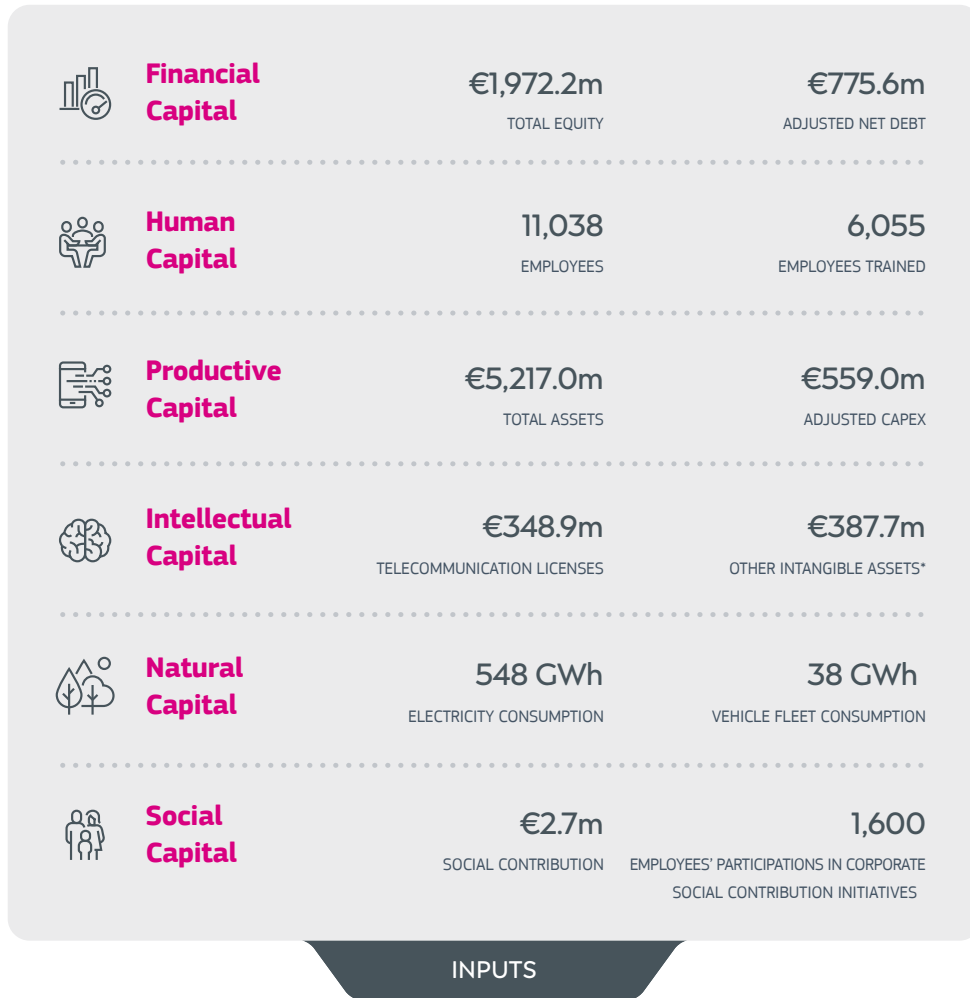 Financial
Capital
€1,972.2m
TOTAL EQUITY
€775.6m
ADJUSTED NET DEBT
Human
Capital
11,038
EMPLOYEES
6,055
EMPLOYEES TRAINED
Productive
Capital
€5,217.0m
TOTAL ASSETS
€559.0m
ADJUSTED CAPEX
Intellectual
Capital
€348.9m
TELECOMMUNICATION LICENSES
€387.7m
OTHER INTANGIBLE ASSETS*
Natural
Capital
548 GWh
ELECTRICITY CONSUMPTION
38 GWh
VEHICLE FLEET CONSUMPTION
Social
Capital
€2.7m
SOCIAL CONTRIBUTION
1,600
EMPLOYEES' PARTICIPATIONS IN CORPORATE
SOCIAL CONTRIBUTION INITIATIVES
INPUTS